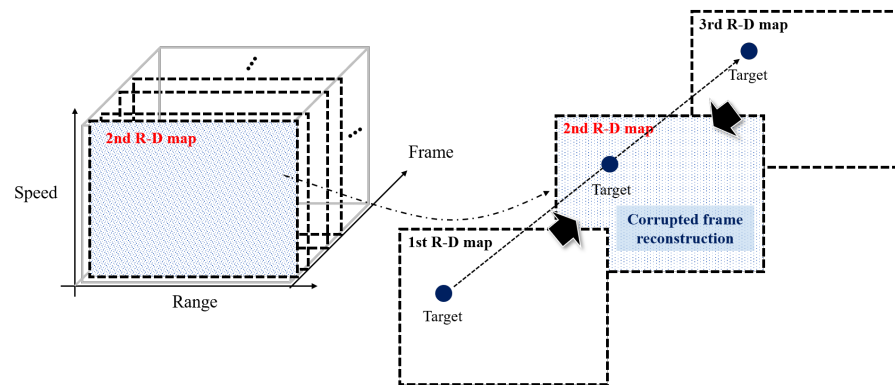 2nd R-D map
Speed
Range
Frame
3rd R-D map
Target
2nd R-D map
Target
Corrupted frame
reconstruction
1st R-D map
Target